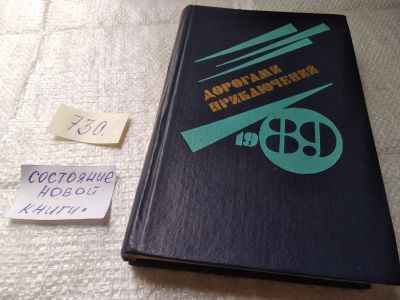 ДОРОГАМИ
ПРИКЛЮЧЕНИЙ
1989
730.
СОСТОЯНИЕ
НОВОЙ
КНИГИ.